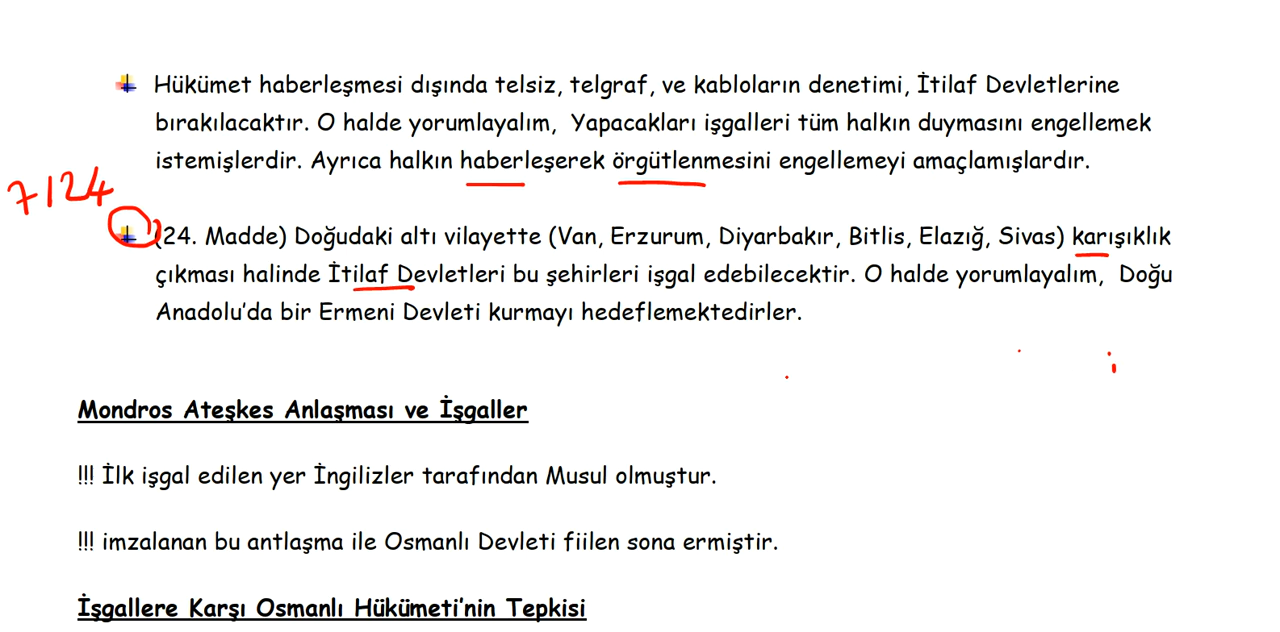 Hükümet haberleşmesi dışında telsiz, telgraf, ve kabloların denetimi, İtilaf Devletlerine
bırakılacaktır. O halde yorumlayalım, Yapacakları işgalleri tüm halkın duymasını engellemek
istemişlerdir. Ayrıca halkın haberleşerek örgütlenmesini engellemeyi amaçlamışlardır.
7/24
(24. Madde) Doğudaki altı vilayette (Van, Erzurum, Diyarbakır, Bitlis, Elazığ, Sivas) karışıklık
çıkması halinde İtilaf Devletleri bu şehirleri işgal edebilecektir. O halde yorumlayalım, Doğu
Anadolu’da bir Ermeni Devleti kurmayı hedeflemektedirler.
Mondros Ateşkes Anlaşması ve İşgaller
!!! İlk işgal edilen yer İngilizler tarafından Musul olmuştur.
!!! imzalanan bu antlaşma ile Osmanlı Devleti fiilen sona ermiştir.
İşgallere Karşı Osmanlı Hükümeti’nin Tepkisi